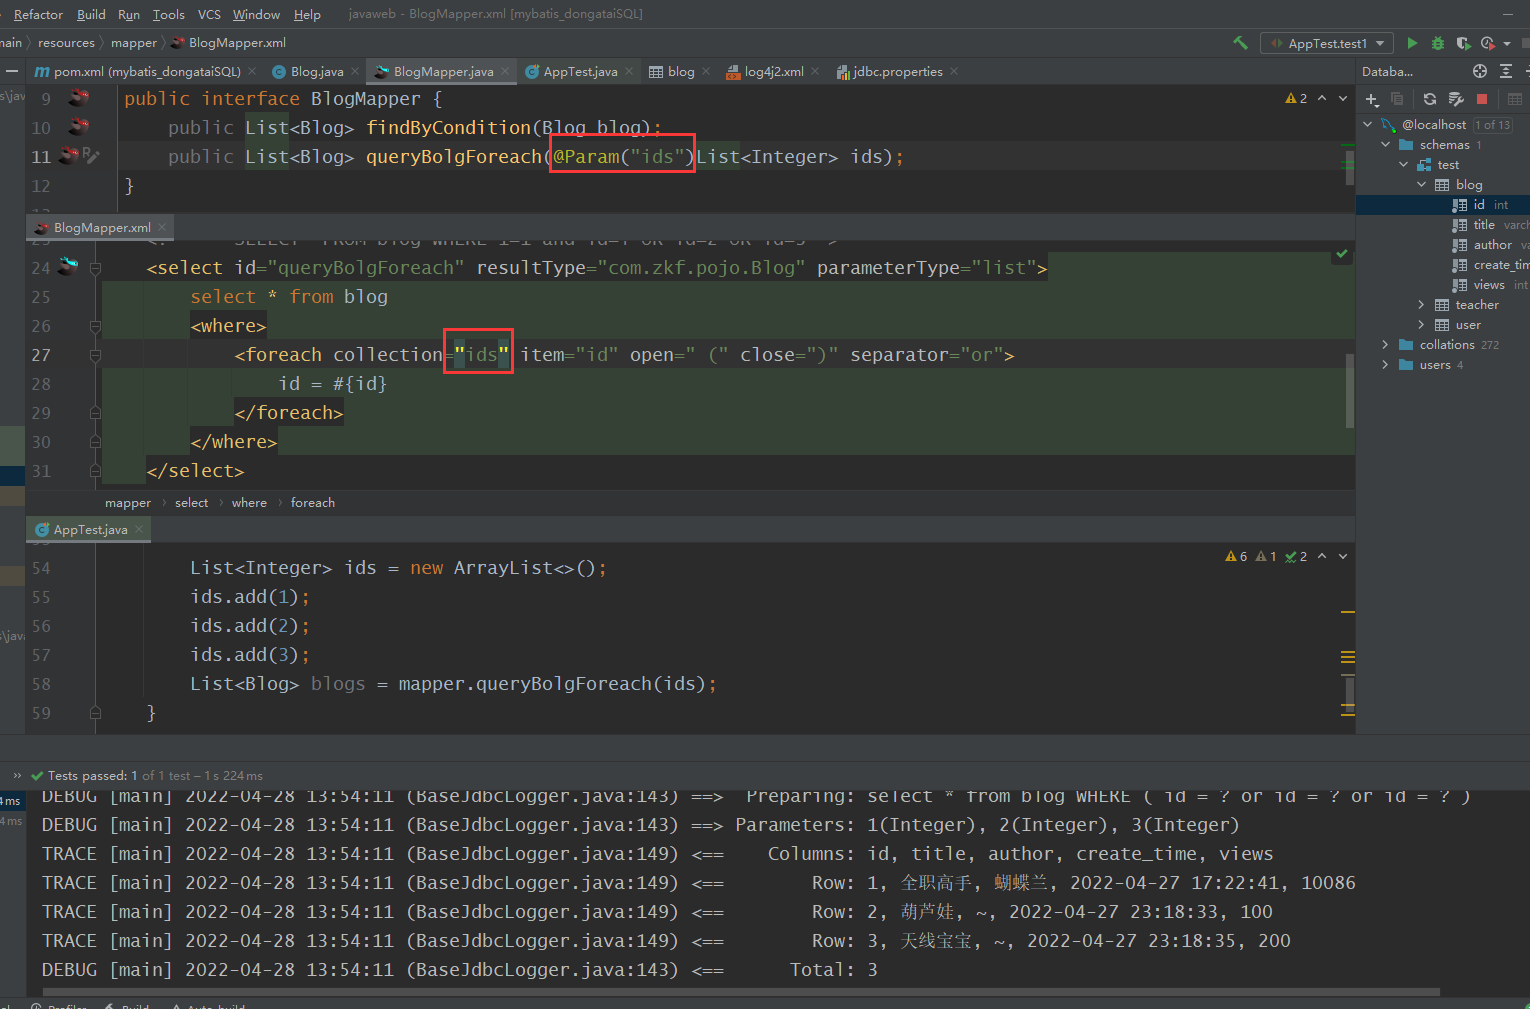 Refactor Build Run Tools VCS Window Help javaweb - BlogMapper.xml [mybatis_dongataiSQL]
resources mapper BlogMapper.xml
AppTest.test1
pom.xml (mybatis_dongataiSQL) Blog.java BlogMapper.java AppTest.java blog log4j2.xml jdbc.properties
Databa...
9 public interface BlogMapper {
2
10 public List<Blog> findByCondition(Blog blog);
11 public List<Blog> queryBolgForeach(@Param("ids")List<Integer> ids);
12 }
@localhost 1 of 13
schemas 1
test
blog
id int
title varch
author va
create_tim
views int
teacher
user
collations 272
users 4
BlogMapper.xml
24 <select id="queryBolgForeach" resultType="com.zkf.pojo.Blog" parameterType="list">
25 select * from blog
26 <where>
27 <foreach collection="ids" item="id" open=" (" close=")" separator="or">
28 id = #{id}
29 </foreach>
30 </where>
31 </select>
mapper select where foreach
AppTest.java
6 1 2
54 List<Integer> ids = new ArrayList<>();
55 ids.add(1);
56 ids.add(2);
57 ids.add(3);
58 List<Blog> blogs = mapper.queryBolgForeach(ids);
59 }
Tests passed: 1 of 1 test – 1 s 224 ms
DEBUG [main] 2022-04-28 13:54:11 (BaseJdbcLogger.java:143) ==>  Preparing: select * from blog WHERE ( id = ? or id = ? or id = ? )
DEBUG [main] 2022-04-28 13:54:11 (BaseJdbcLogger.java:143) ==> Parameters: 1(Integer), 2(Integer), 3(Integer)
TRACE [main] 2022-04-28 13:54:11 (BaseJdbcLogger.java:149) <==    Columns: id, title, author, create_time, views
TRACE [main] 2022-04-28 13:54:11 (BaseJdbcLogger.java:149) <==        Row: 1, 全职高手, 蝴蝶兰, 2022-04-27 17:22:41, 10086
TRACE [main] 2022-04-28 13:54:11 (BaseJdbcLogger.java:149) <==        Row: 2, 葫芦娃, ~, 2022-04-27 23:18:33, 100
TRACE [main] 2022-04-28 13:54:11 (BaseJdbcLogger.java:149) <==        Row: 3, 天线宝宝, ~, 2022-04-27 23:18:35, 200
DEBUG [main] 2022-04-28 13:54:11 (BaseJdbcLogger.java:143) <==      Total: 3